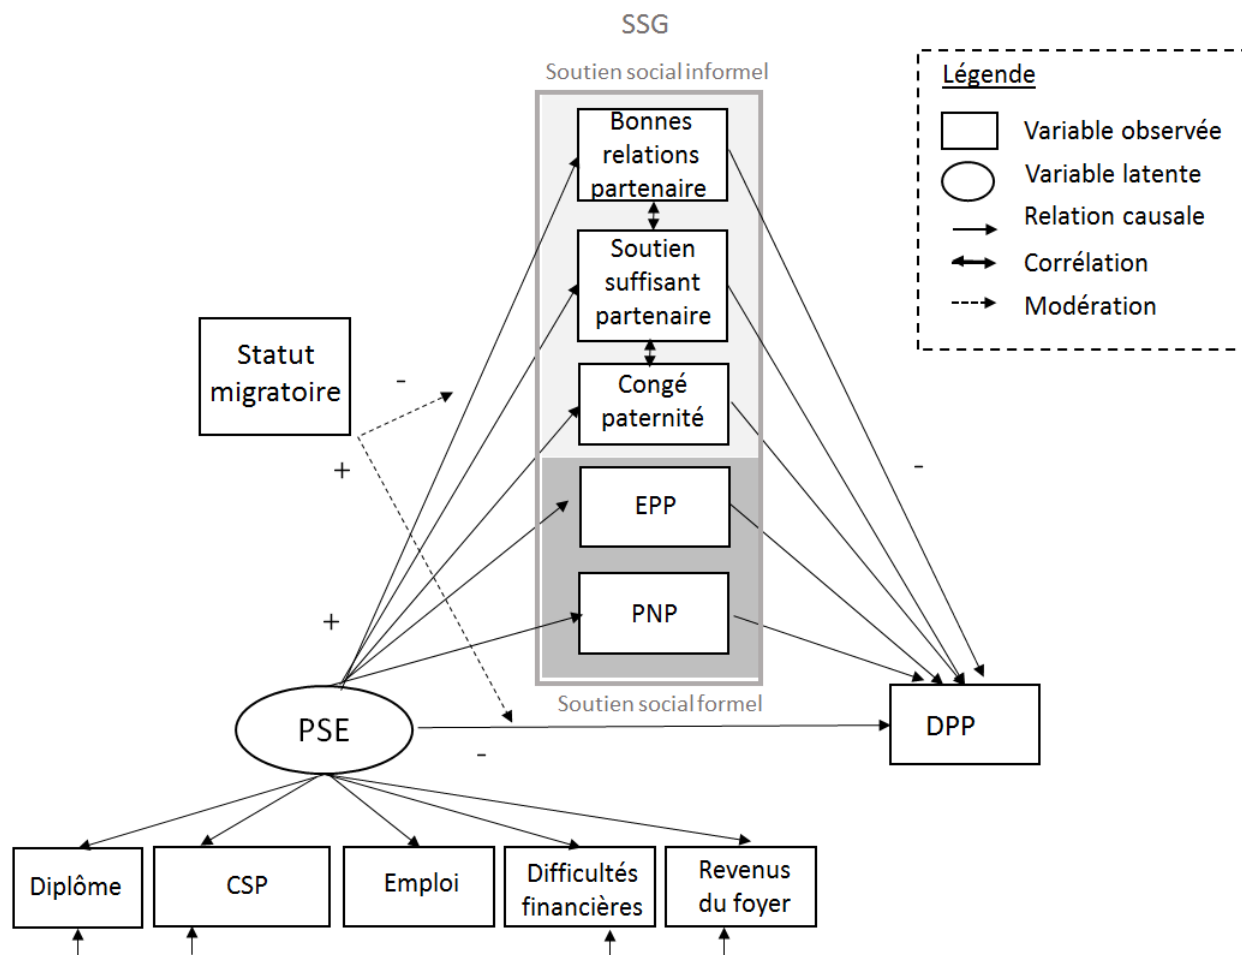 SSG
Soutien social informel
Bonnes
relations
partenaire
Soutien
suffisant
partenaire
Congé
paternité
EPP
PNP
Soutien social formel
Légende
Variable observée
Variable latente
Relation causale
Corrélation
Modération
Statut
migratoire
-
+
-
+
PSE
-
DPP
Diplôme
CSP
Emploi
Difficultés
financières
Revenus
du foyer